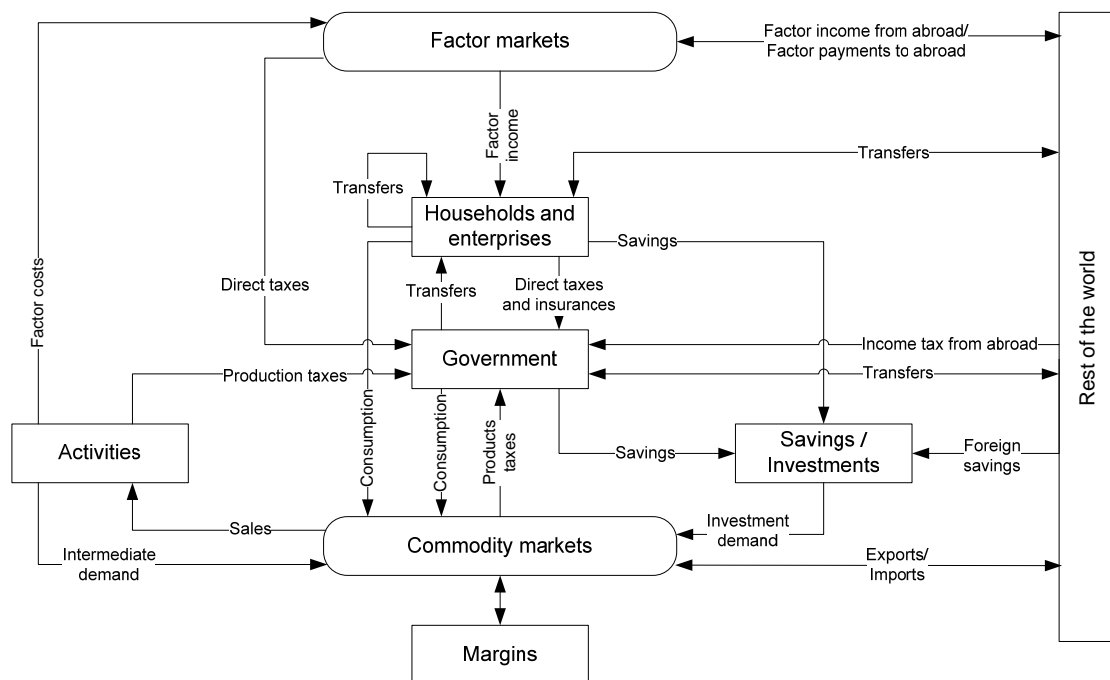 Factor markets
Factor income from abroad/
Factor payments to abroad
Factor
income
Transfers
Transfers
Households and
enterprises
Savings
Factor costs
Direct taxes
Transfers
Direct taxes
and insurances
Rest of the world
Government
Income tax from abroad
Production taxes
Transfers
Consumption
Consumption
Products
taxes
Activities
Savings
Savings /
Investments
Foreign
savings
Sales
Commodity markets
Investment
demand
Intermediate
demand
Exports/
Imports
Margins